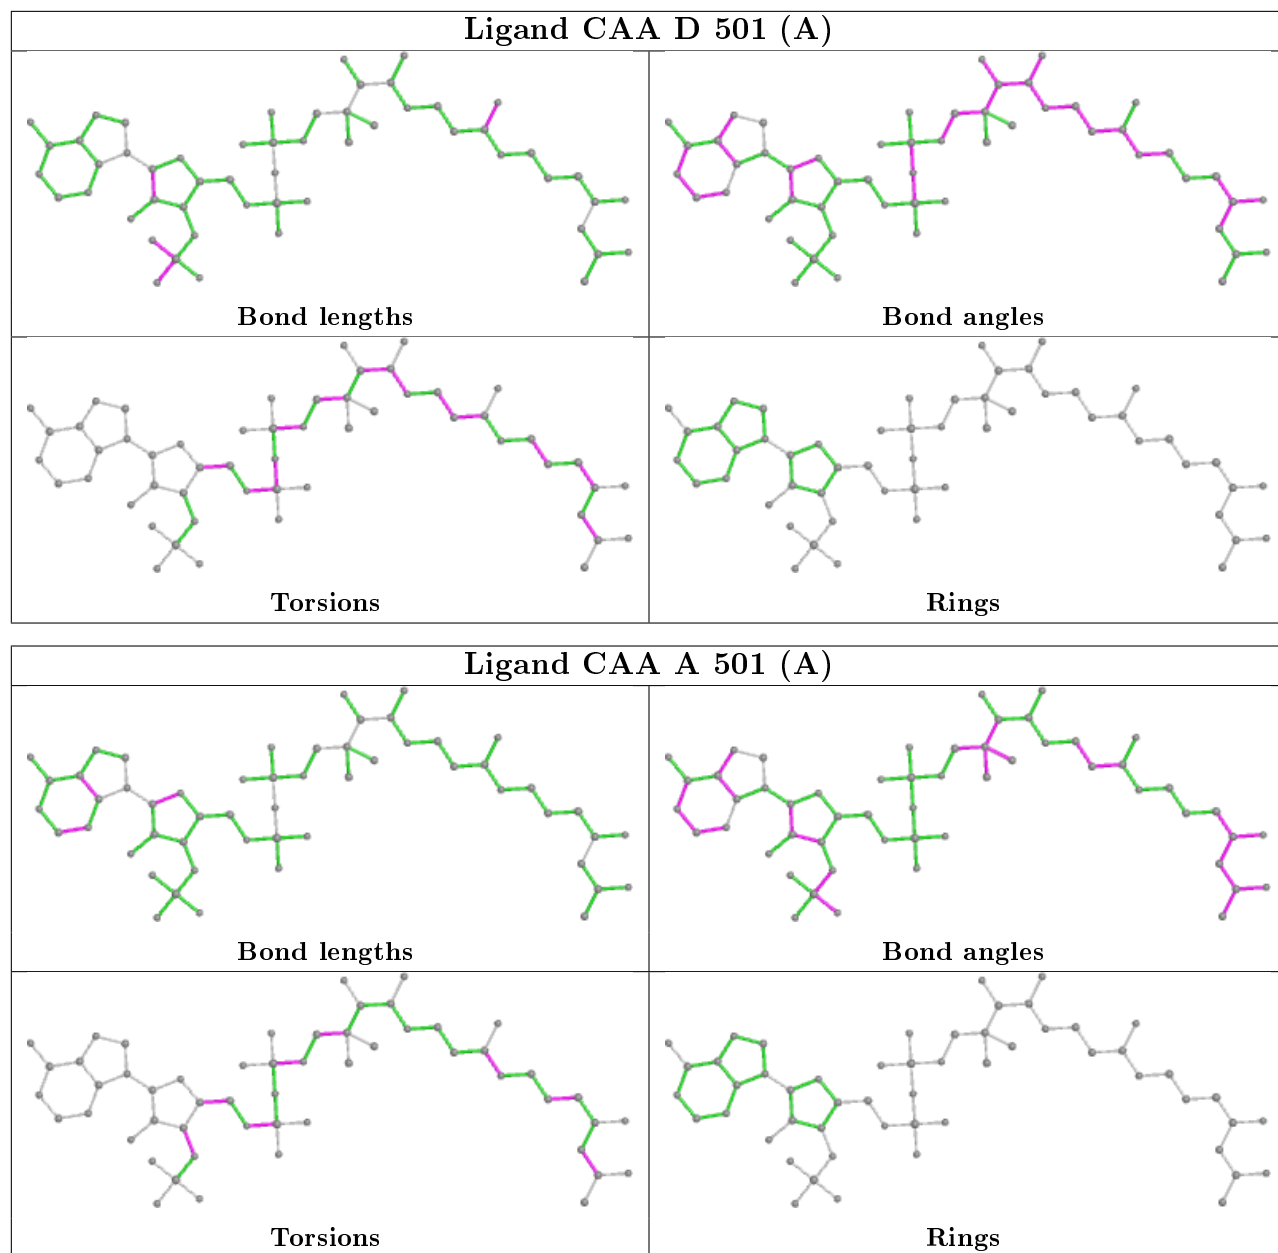 Ligand CAA D 501 (A)
Bond lengths
Bond angles
Torsions
Rings
Ligand CAA A 501 (A)
Bond lengths
Bond angles
Torsions
Rings